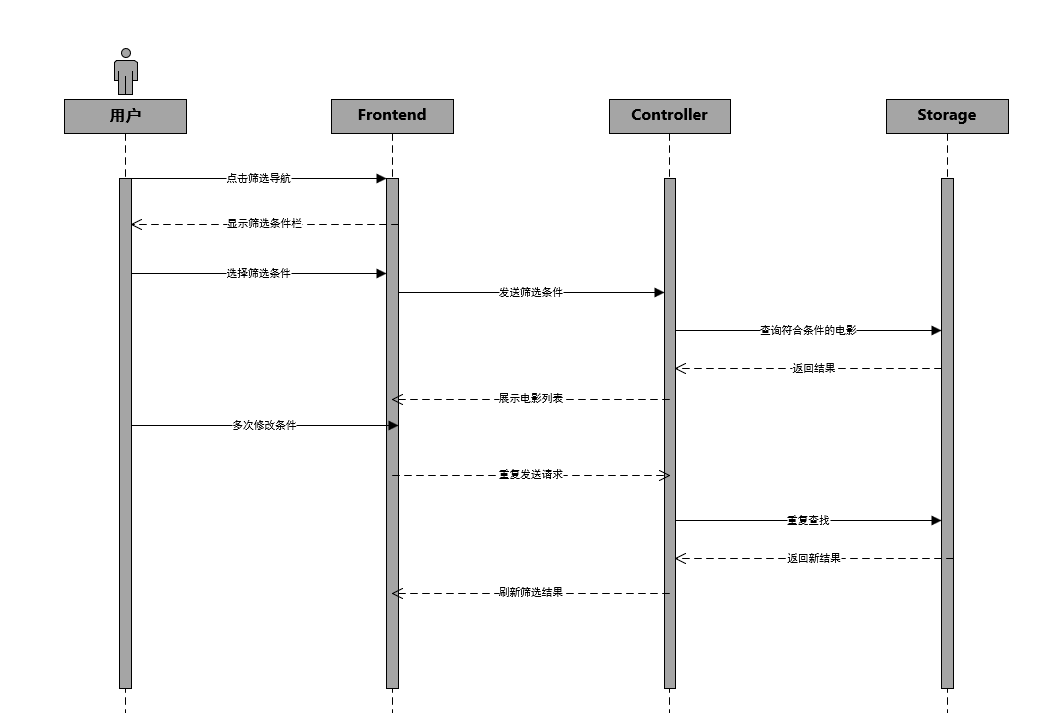 用户
Frontend
Controller
Storage
点击筛选导航
显示筛选条件栏
选择筛选条件
发送筛选条件
查询符合条件的电影
返回结果
展示电影列表
多次修改条件
重复发送请求
重复查找
返回新结果
刷新筛选结果